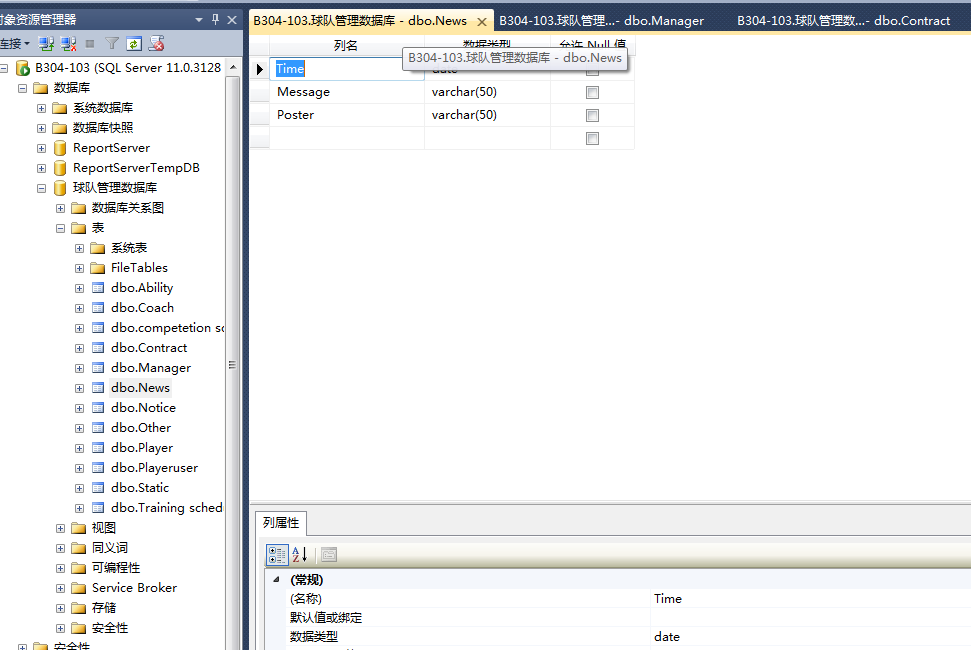 对象资源管理器
连接
B304-103 (SQL Server 11.0.3128
数据库
系统数据库
数据库快照
ReportServer
ReportServerTempDB
球队管理数据库
数据库关系图
表
系统表
FileTables
dbo.Ability
dbo.Coach
dbo.competetion sc
dbo.Contract
dbo.Manager
dbo.News
dbo.Notice
dbo.Other
dbo.Player
dbo.Playeruser
dbo.Static
dbo.Training sched
视图
同义词
可编程性
Service Broker
存储
安全性
安全性
B304-103.球队管理数据库 - dbo.News B304-103.球队管理...- dbo.Manager B304-103.球队管理数...- dbo.Contract
列名 数据类型 允许 Null 值
B304-103.球队管理数据库 - dbo.News
Time date
Message varchar(50)
Poster varchar(50)
列属性
(常规)
(名称) Time
默认值或绑定
数据类型 date